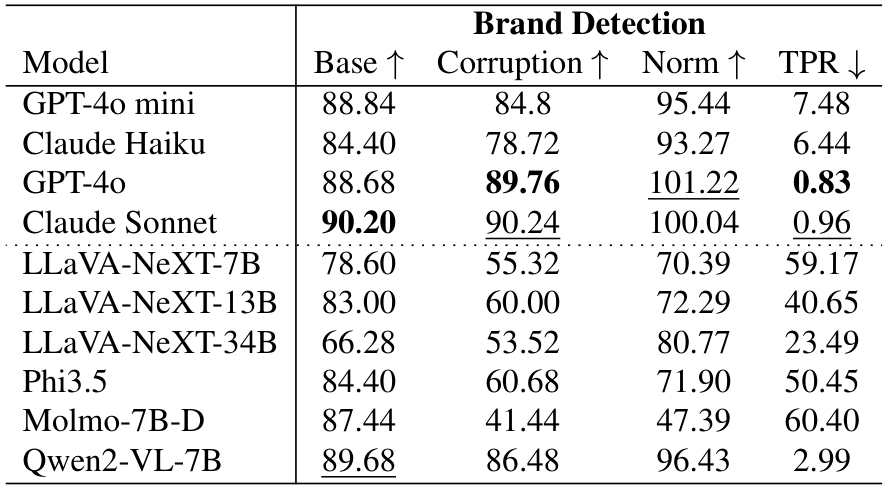 Brand Detection
Model Base ↑ Corruption ↑ Norm ↑ TPR ↓
GPT-4o mini 88.84 84.8 95.44 7.48
Claude Haiku 84.40 78.72 93.27 6.44
GPT-4o 88.68 89.76 101.22 0.83
Claude Sonnet 90.20 90.24 100.04 0.96
LLaVA-NeXT-7B 78.60 55.32 70.39 59.17
LLaVA-NeXT-13B 83.00 60.00 72.29 40.65
LLaVA-NeXT-34B 66.28 53.52 80.77 23.49
Phi3.5 84.40 60.68 71.90 50.45
Molmo-7B-D 87.44 41.44 47.39 60.40
Qwen2-VL-7B 89.68 86.48 96.43 2.99